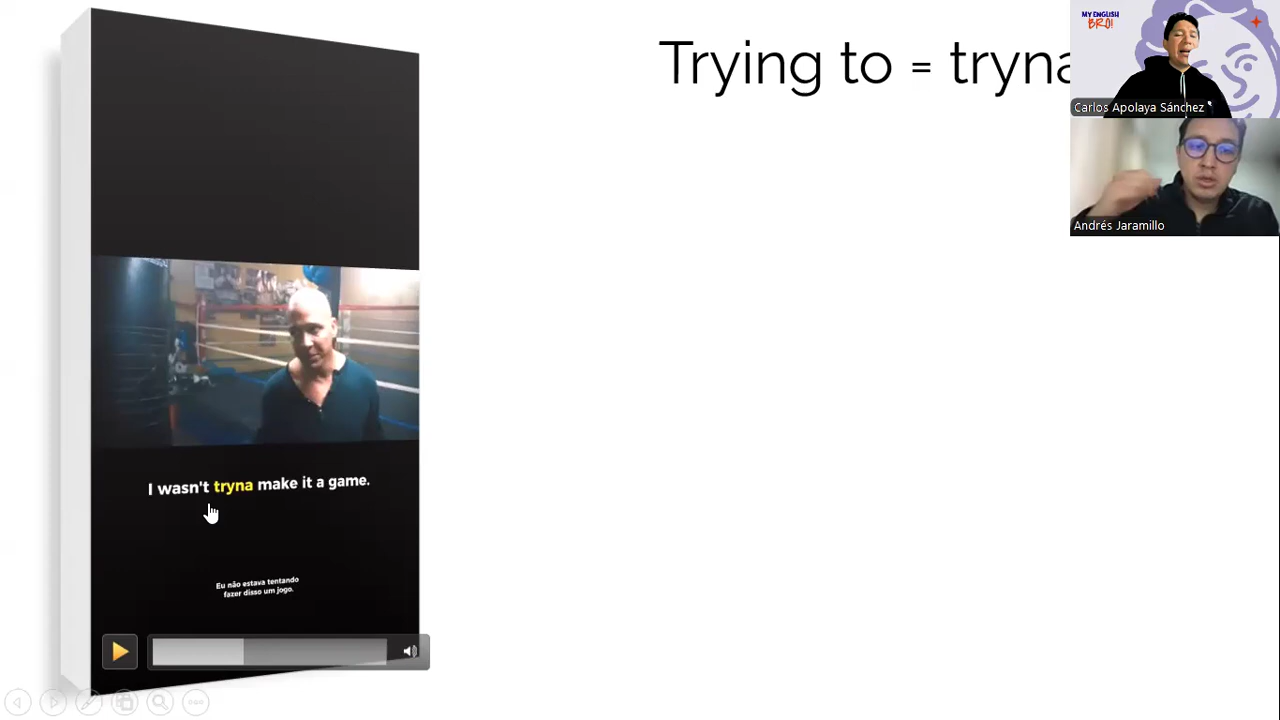 Trying to = tryna
MY ENGLISH
BRO!
Carlos Apolaya Sánchez
Andrés Jaramillo
I wasn't tryna make it a game.
Eu não estava tentando
fazer disso um jogo.